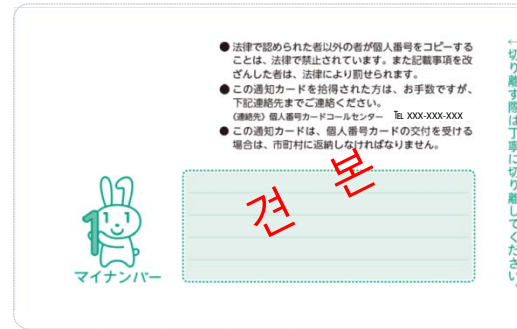 ● 法律で認められた者以外の者が個人番号をコピーする
ことは、法律で禁止されています。また記載事項を改
ざんした者は、法律により罰せられます。
● この通知カードを拾得された方は、お手数ですが、
下記連絡先までご連絡ください。
〈連絡先〉個人番号カードコールセンター ℡ XXX-XXX-XXX
● この通知カードは、個人番号カードの交付を受ける
場合は、市町村に返納しなければなりません。
견 본
1
マイナンバー
←切り離す際は丁寧に切り離してください。